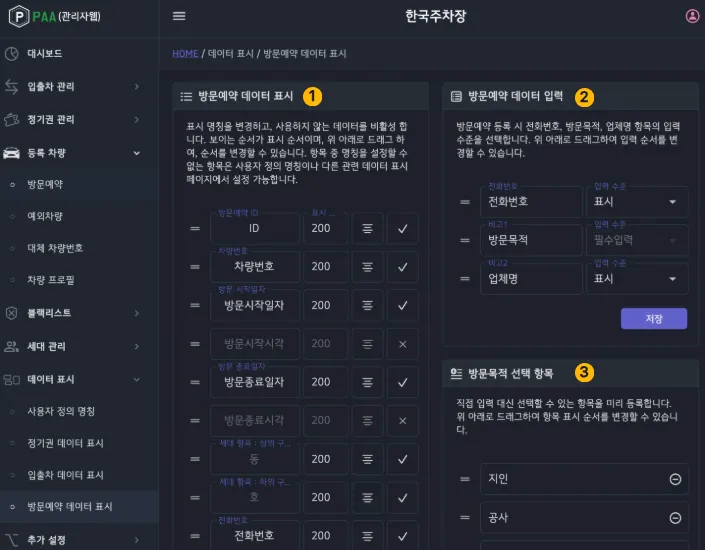 P PAA (관리자웹)
한국주차장
대시보드
입출차 관리
정기권 관리
등록 차량
방문예약
예외차량
대체 차량번호
차량 프로필
블랙리스트
세대 관리
데이터 표시
사용자 정의 명칭
정기권 데이터 표시
입출차 데이터 표시
방문예약 데이터 표시
추가 설정
HOME / 데이터 표시 / 방문예약 데이터 표시
방문예약 데이터 표시 1
표시 명칭을 변경하고, 사용하지 않는 데이터를 비활성 합
니다. 보이는 순서가 표시 순서이며, 위 아래로 드래그 하
여, 순서를 변경할 수 있습니다. 항목 중 명칭을 설정할 수
없는 항목은 사용자 정의 명칭이나 다른 관련 데이터 표시
페이지에서 설정 가능합니다.
방문예약 ID 표시 ...
ID 200
차량번호
차량번호 200
방문 시작일자
방문시작일자 200
방문시작시각 200
방문 종료일자
방문종료일자 200
방문종료시각 200
세대 항목 : 상위 구...
동 200
세대 항목 : 하위 구...
호 200
전화번호
전화번호 200
방문예약 데이터 입력 2
방문예약 등록 시 전화번호, 방문목적, 업체명 항목의 입력
수준을 선택합니다. 위 아래로 드래그하여 입력 순서를 변
경할 수 있습니다.
전화번호 입력 수준
전화번호 표시
비고1 입력 수준
방문목적 필수입력
비고2 입력 수준
업체명 표시
저장
방문목적 선택 항목 3
직접 입력 대신 선택할 수 있는 항목을 미리 등록합니다.
위 아래로 드래그하여 항목 표시 순서를 변경할 수 있습니
다.
지인
공사